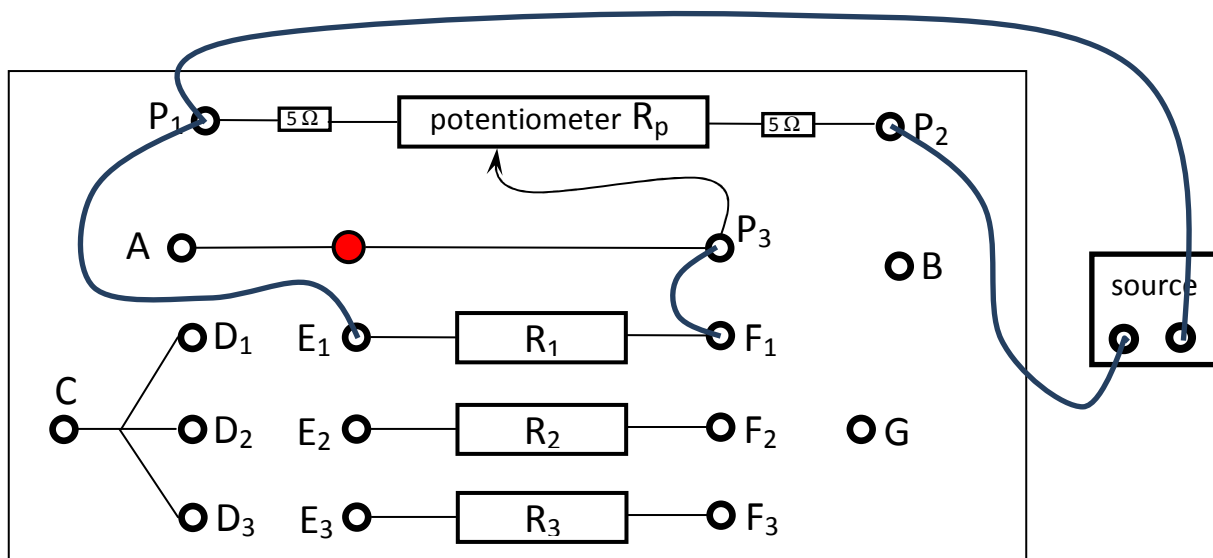 P₁ 5 Ω potentiometer Rₚ 5 Ω P₂
A P₃ B
source
D₁ E₁ R₁ F₁
C
D₂ E₂ R₂ F₂ G
D₃ E₃ R₃ F₃